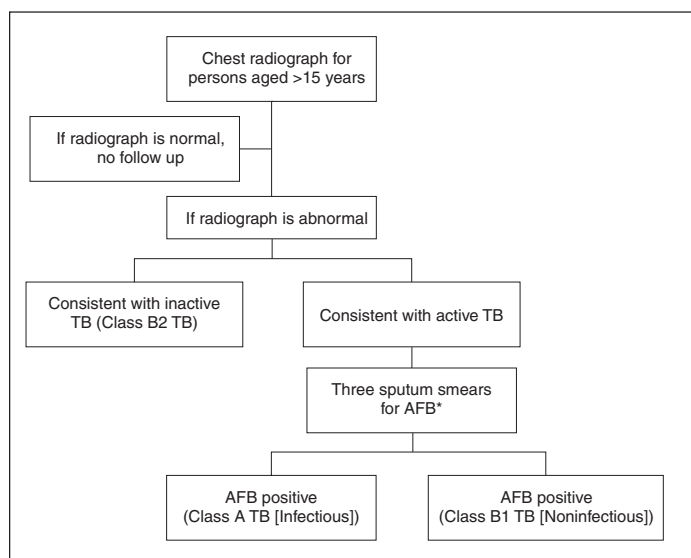 Chest radiograph for
persons aged >15 years
If radiograph is normal,
no follow up
If radiograph is abnormal
Consistent with inactive
TB (Class B2 TB)
Consistent with active TB
Three sputum smears
for AFB*
AFB positive
(Class A TB [Infectious])
AFB positive
(Class B1 TB [Noninfectious])